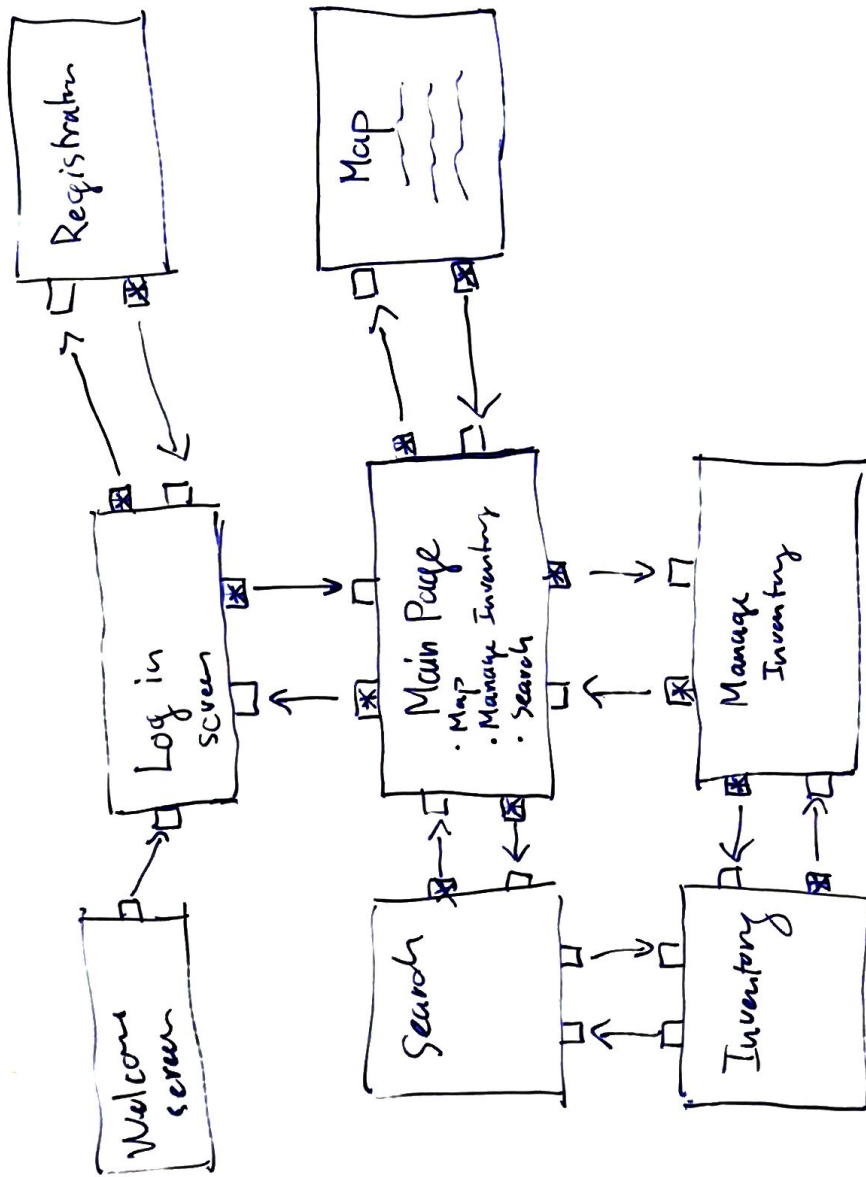 Welcome
screen
Log in
screen
Registration
Search
Main Page
· Map
· Manage Inventory
· Search
Map
Inventory
Manage
Inventory